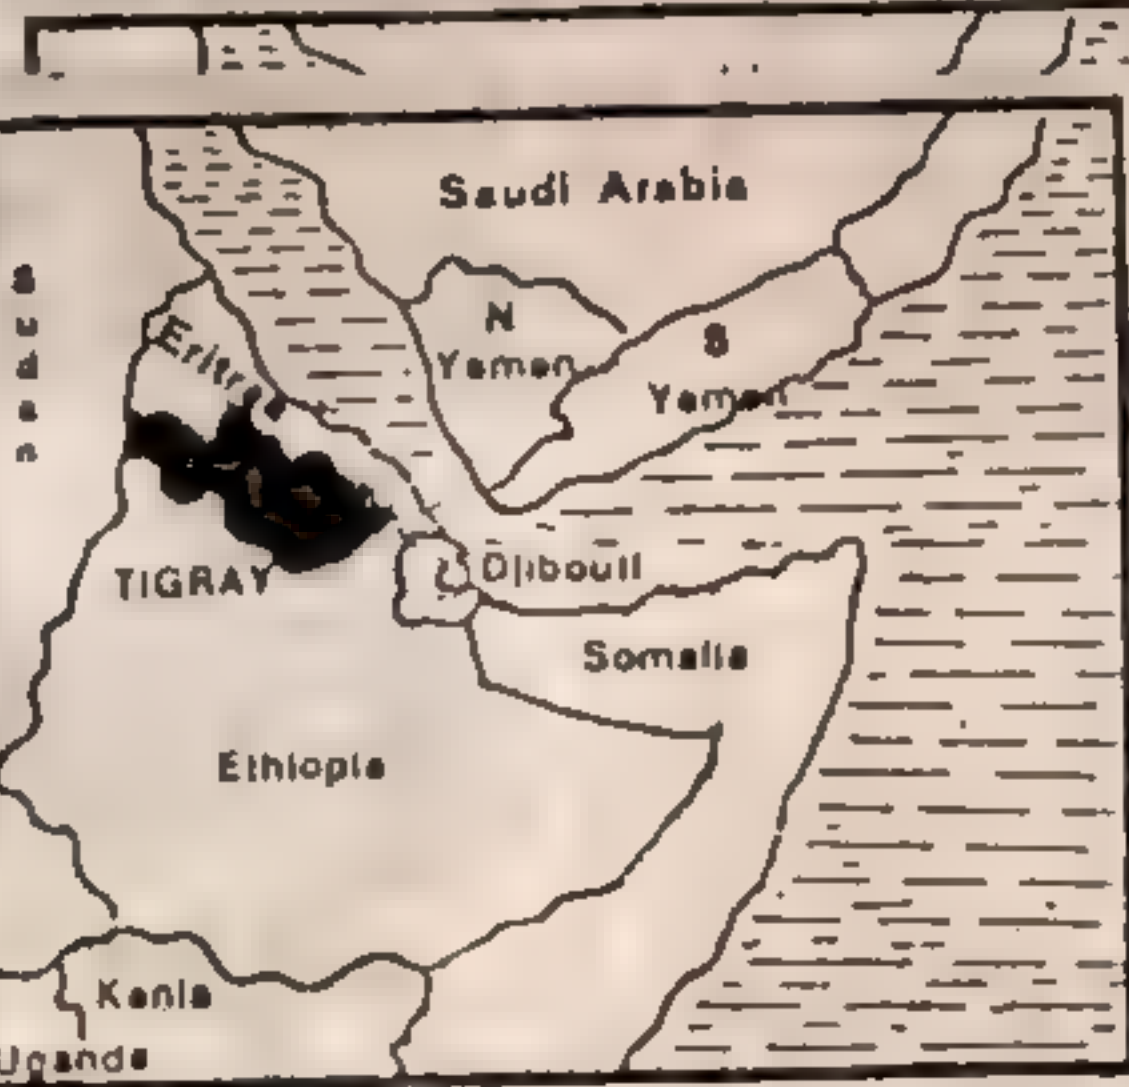 Saudi Arabia
Sudan
N
Yemen
S
Yemen
Eritrea
Djibouti
TIGRAY
Somalia
Ethiopia
Kenia
Uganda